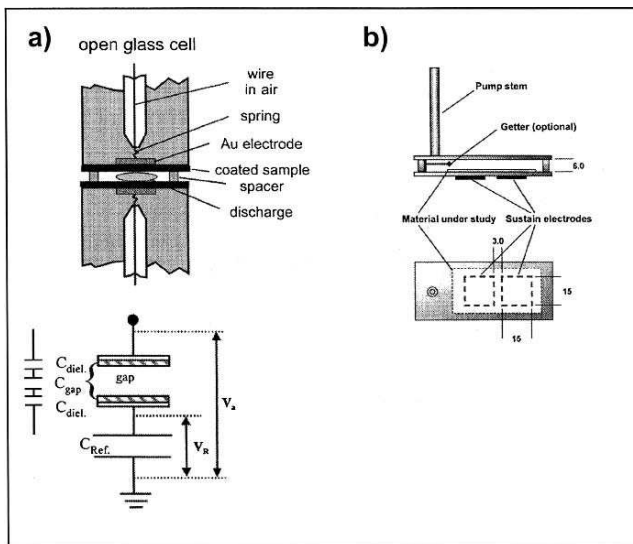 a)
open glass cell
wire
in air
spring
Au electrode
coated sample
spacer
discharge
C diel.
C gap
C diel.
gap
C Ref.
V R
V a
b)
Pump stem
Getter (optional)
5.0
Material under study
Sustain electrodes
3.0
15
15